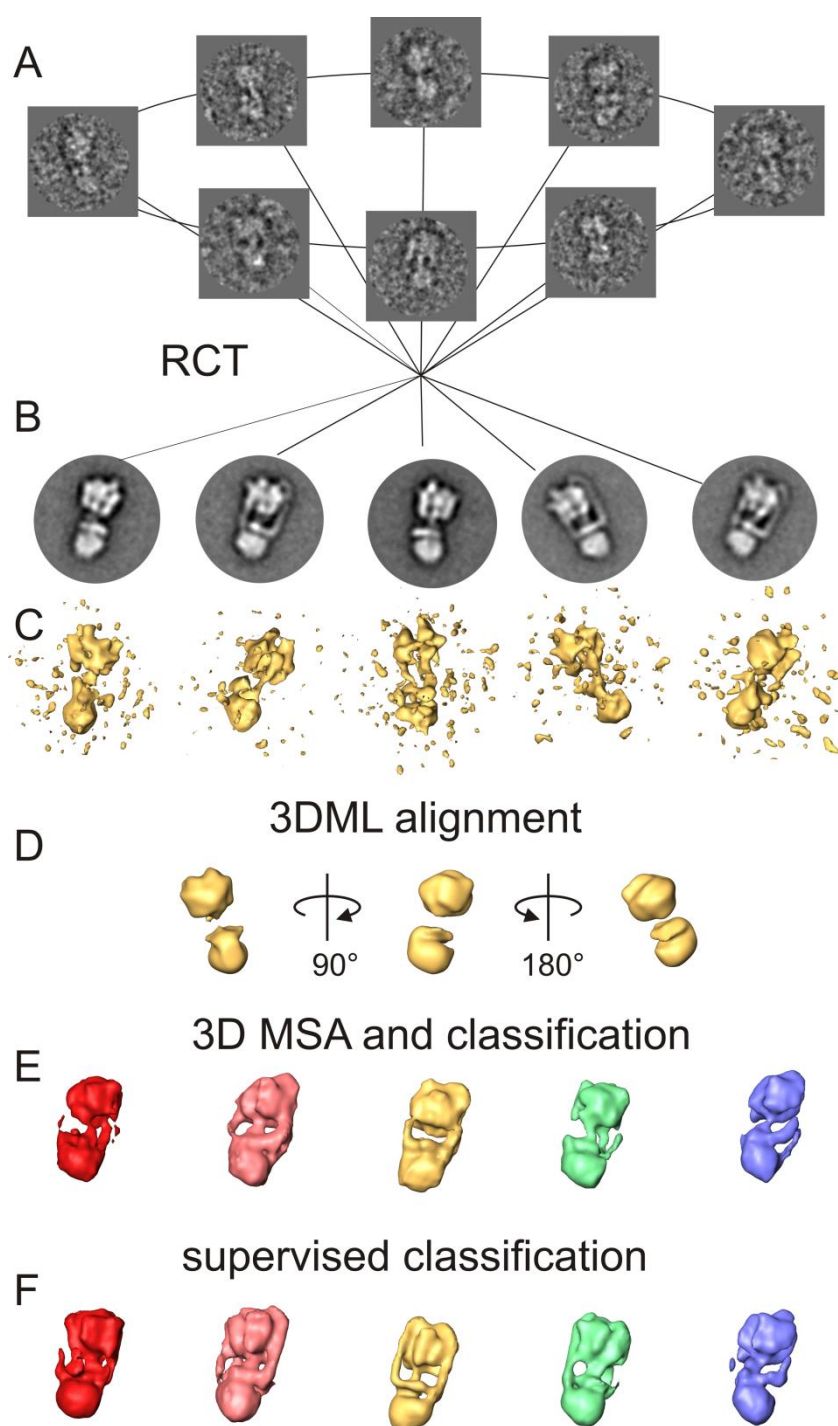 A
RCT
B
C
3DML alignment
D
90° 180°
3D MSA and classification
E
supervised classification
F